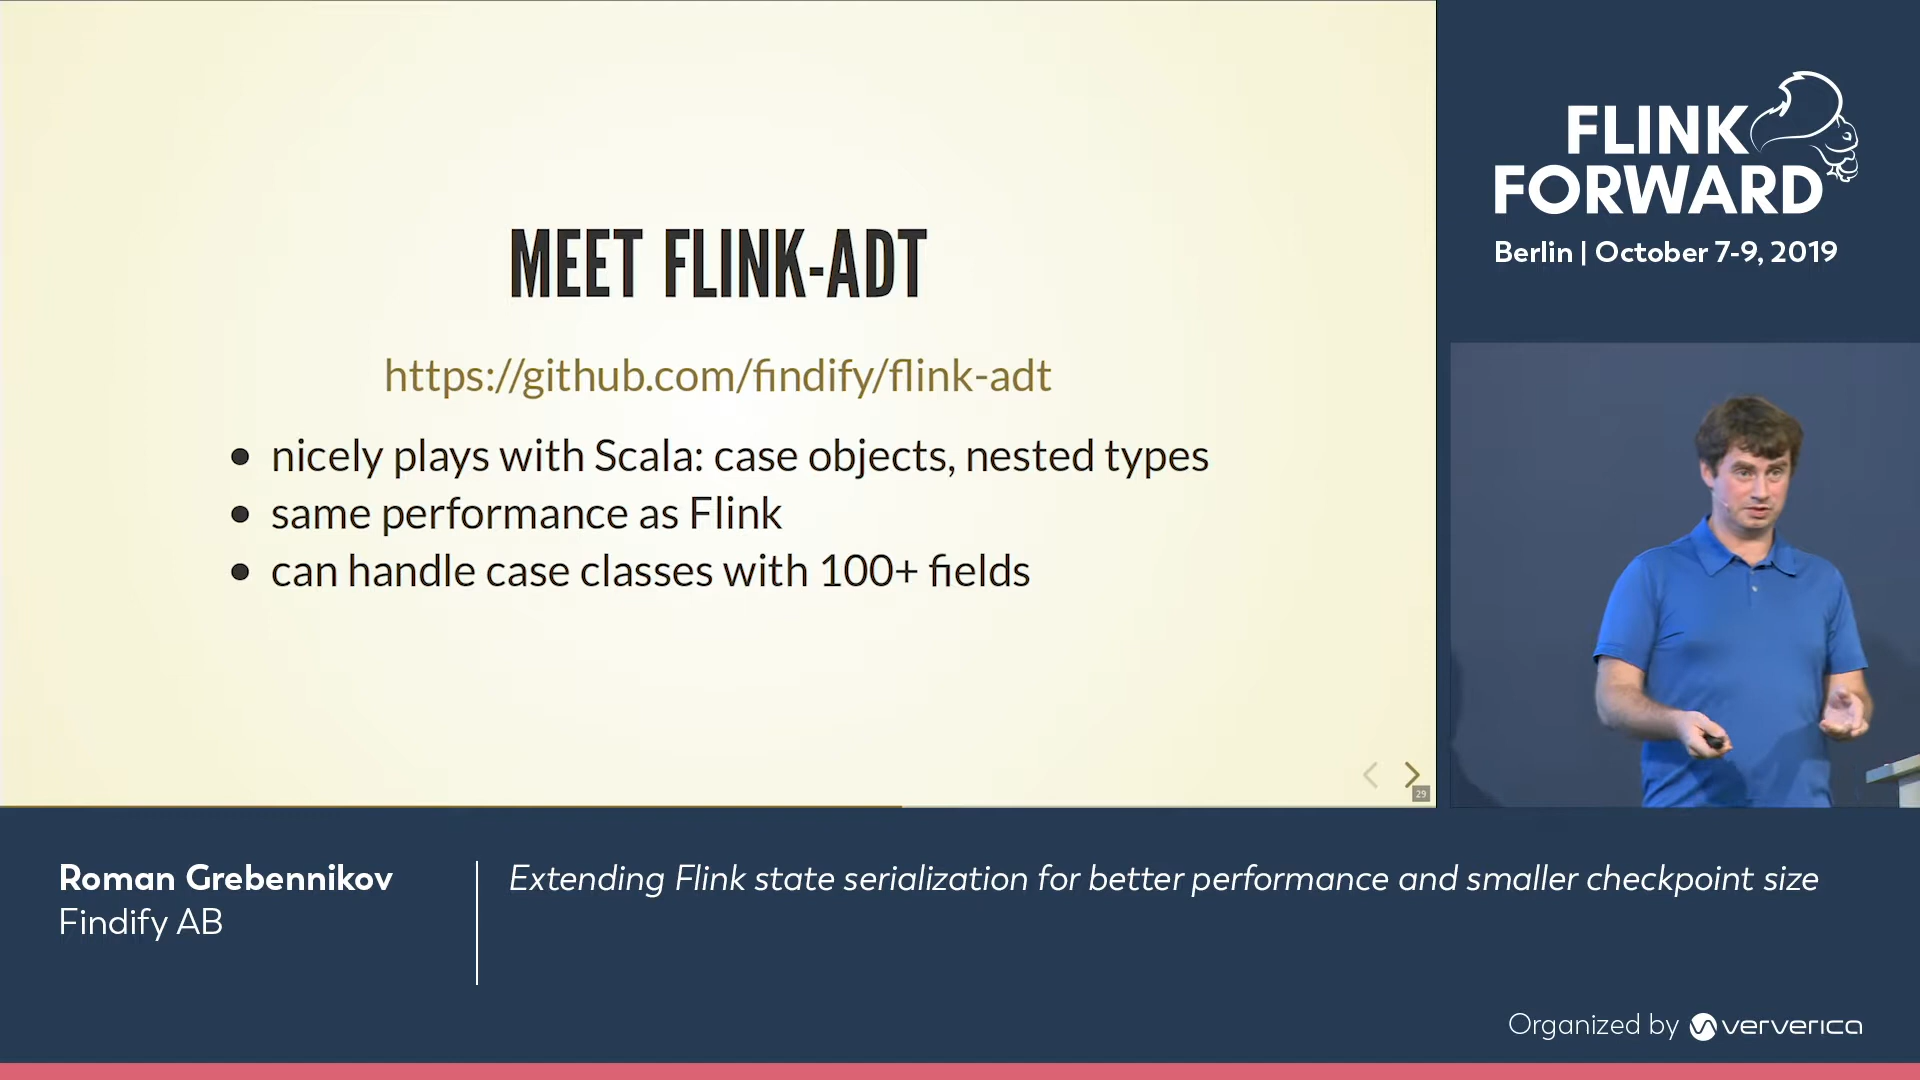 MEET FLINK-ADT
https://github.com/findify/flink-adt
nicely plays with Scala: case objects, nested types
same performance as Flink
can handle case classes with 100+ fields
29
FLINK
FORWARD
Berlin | October 7-9, 2019
Roman Grebennikov
Findify AB
Extending Flink state serialization for better performance and smaller checkpoint size
Organized by ververica